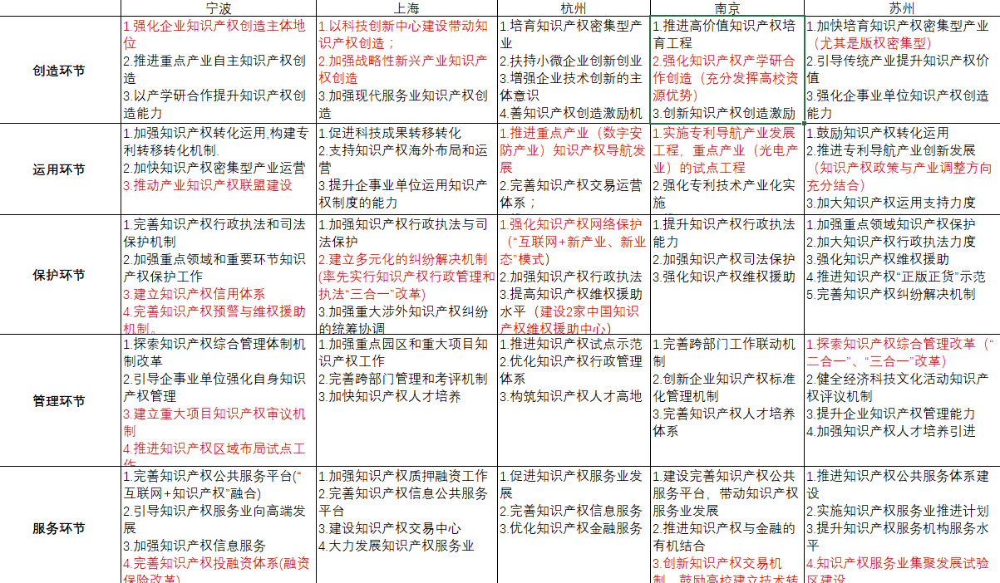 宁波 上海 杭州 南京 苏州
创造环节
1.强化企业知识产权创造主体地
位
2.推进重点产业自主知识产权创
造
3.以产学研合作提升知识产权创
造能力
1.以科技创新中心建设带动知
识产权创造；
2.加强战略性新兴产业知识产
权创造
3.加强现代服务业知识产权创
造
1.培育知识产权密集型产
业
2.扶持小微企业创新创业
3.增强企业技术创新的主
体意识
4.善知识产权创造激励机
1.推进高价值知识产权培
育工程
2.强化知识产权产学研合
作创造（充分发挥高校资
源优势）
3.创新知识产权创造激励
1.加快培育知识产权密集型产业
（尤其是版权密集型）
2.引导传统产业提升知识产权价
值
3.强化企事业单位知识产权创造
能力
运用环节
1.加强知识产权转化运用,构建专
利转移转化机制.
2.加快知识产权密集型产业运营
3.推动产业知识产权联盟建设
1.促进科技成果转移转化
2.支持知识产权海外布局和运
营
3.提升企事业单位运用知识产
权制度的能力
1.推进重点产业（数字安
防产业）知识产权导航发
展
2.完善知识产权交易运营
体系；
1.实施专利导航产业发展
工程，重点产业（光电产
业）的试点工程
2.强化专利技术产业化实
施
1.鼓励知识产权转化运用
2.推进专利导航产业创新发展
（知识产权政策与产业调整方向
充分结合）
3.加大知识产权运用支持力度
保护环节
1.完善知识产权行政执法和司法
保护机制
2.加强重点领域和重要环节知识
产权保护工作
3.建立知识产权信用体系
4.完善知识产权预警与维权援助
机制。
1.加强知识产权行政执法与司
法保护
2.建立多元化的纠纷解决机制
(率先实行知识产权行政管理和
执法“三合一”改革)
3.加强重大涉外知识产权纠纷
的统筹协调
1.强化知识产权网络保护
（“互联网+新产业、新业
态”模式）
2.加强知识产权行政执法
3.提高知识产权维权援助
水平（建设2家中国知识
产权维权援助中心）
1.提升知识产权行政执法
能力
2.加强知识产权司法保护
3.强化知识产权维权援助
1.加强重点领域知识产权保护
2.加大知识产权行政执法力度
3.强化知识产权维权援助
4.推进知识产权“正版正货”示范
5.完善知识产权纠纷解决机制
管理环节
1.探索知识产权综合管理体制机
制改革
2.引导企事业单位强化自身知识
产权管理
3.建立重大项目知识产权审议机
制
4.推进知识产权区域布局试点工
作
1.加强重点园区和重大项目知
识产权工作
2.完善跨部门管理和考评机制
3.加快知识产权人才培养
1.推进知识产权试点示范
2.优化知识产权行政管理
体系
3.构筑知识产权人才高地
1.完善跨部门工作联动机
制
2.创新企业知识产权标准
化管理机制
3.完善知识产权人才培养
体系
1.探索知识产权综合管理改革（“
二合一”、“三合一”改革）
2.健全经济科技文化活动知识产
权评议机制
3.提升企业知识产权管理能力
4.加强知识产权人才培养引进
服务环节
1.完善知识产权公共服务平台(“
互联网+知识产权”融合)
2.引导知识产权服务业向高端发
展
3.加强知识产权信息服务
4.完善知识产权投融资体系(融资
保险改革)
1.加强知识产权质押融资工作
2.完善知识产权信息公共服务
平台
3.建设知识产权交易中心
4.大力发展知识产权服务业
1.促进知识产权服务业发
展
2.完善知识产权信息服务
3.优化知识产权金融服务
1.建设完善知识产权公共
服务平台，带动知识产权
服务业发展
2.推进知识产权与金融的
有机结合
3.创新知识产权交易机
制，鼓励高校建立技术转
1.推进知识产权公共服务体系建
设
2.实施知识产权服务业推进计划
3.提升知识产权服务机构服务水
平
4.知识产权服务业集聚发展试验
区建设